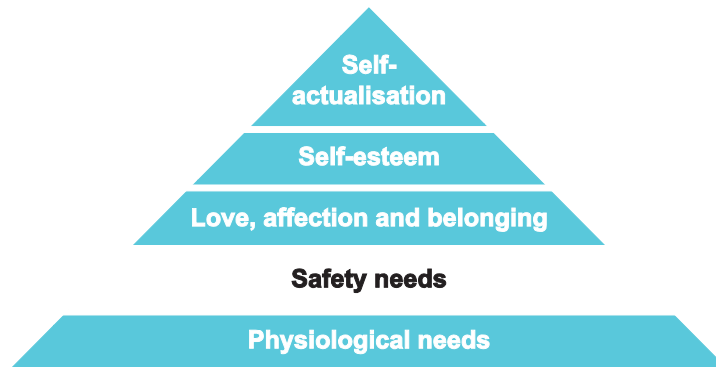 Self-
actualisation
Self-esteem
Love, affection and belonging
Safety needs
Physiological needs